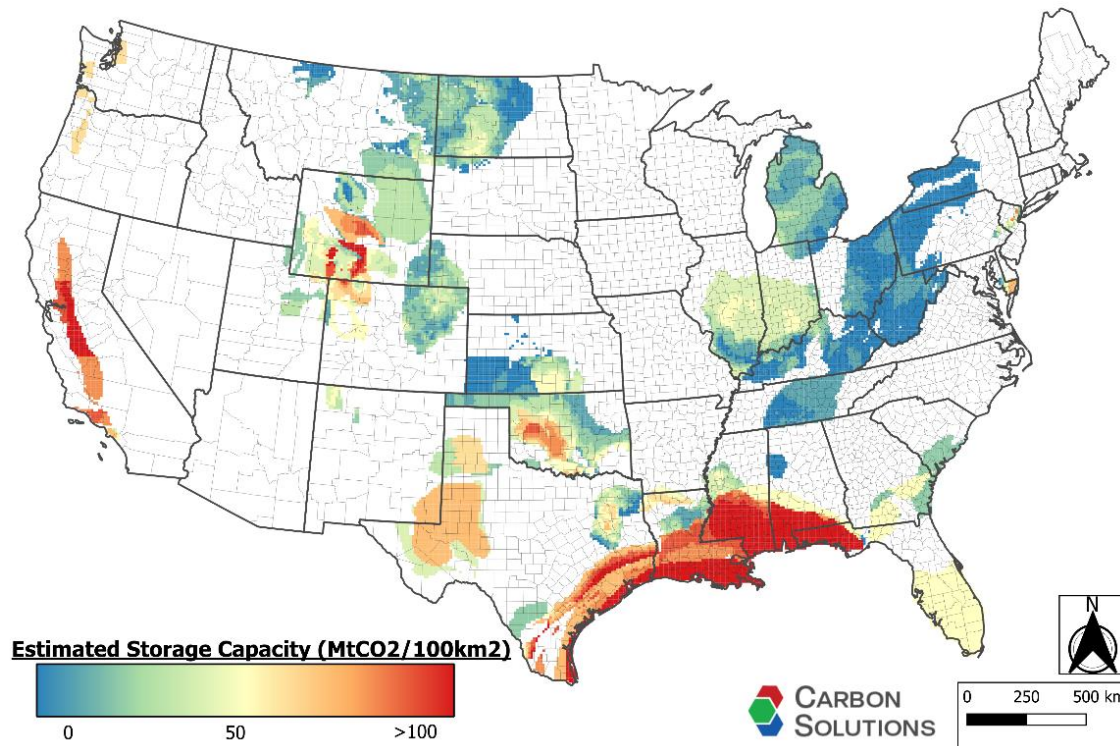 Estimated Storage Capacity (MtCO2/100km2)
0 50 >100
CARBON
SOLUTIONS
N
0 250 500 km